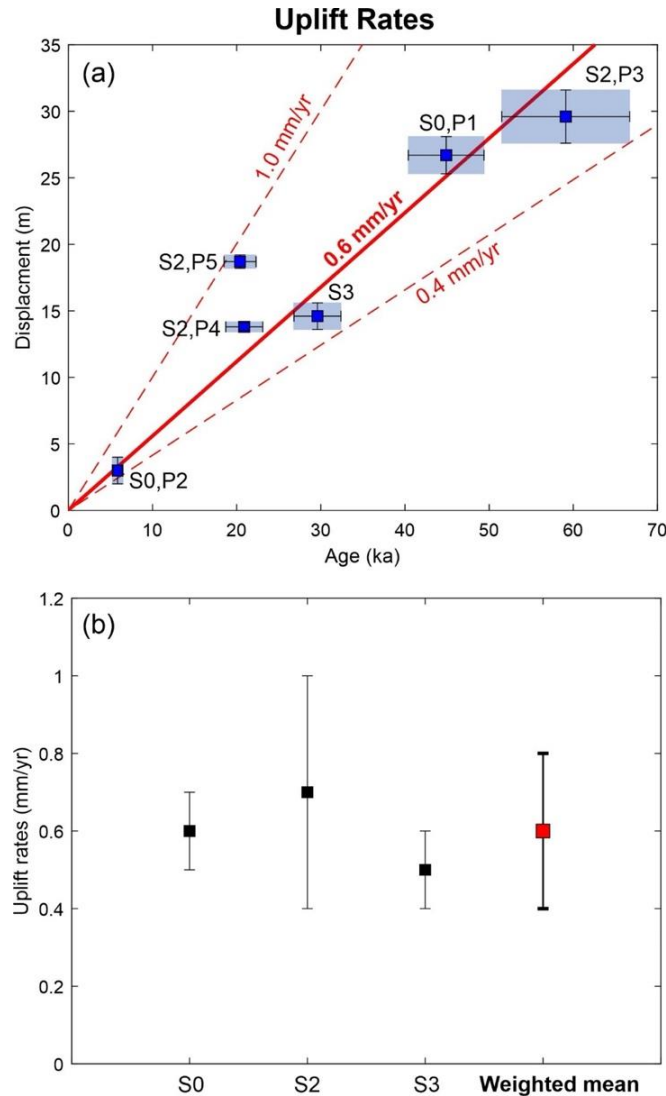 Uplift Rates
(a)
35
30
25
20
15
10
5
0
Displacment (m)
1.0 mm/yr
0.6 mm/yr
0.4 mm/yr
S2,P3
S0,P1
S2,P5
S3
S2,P4
S0,P2
0 10 20 30 40 50 60 70
Age (ka)
(b)
1.2
1
0.8
0.6
0.4
0.2
0
Uplift rates (mm/yr)
S0 S2 S3 Weighted mean